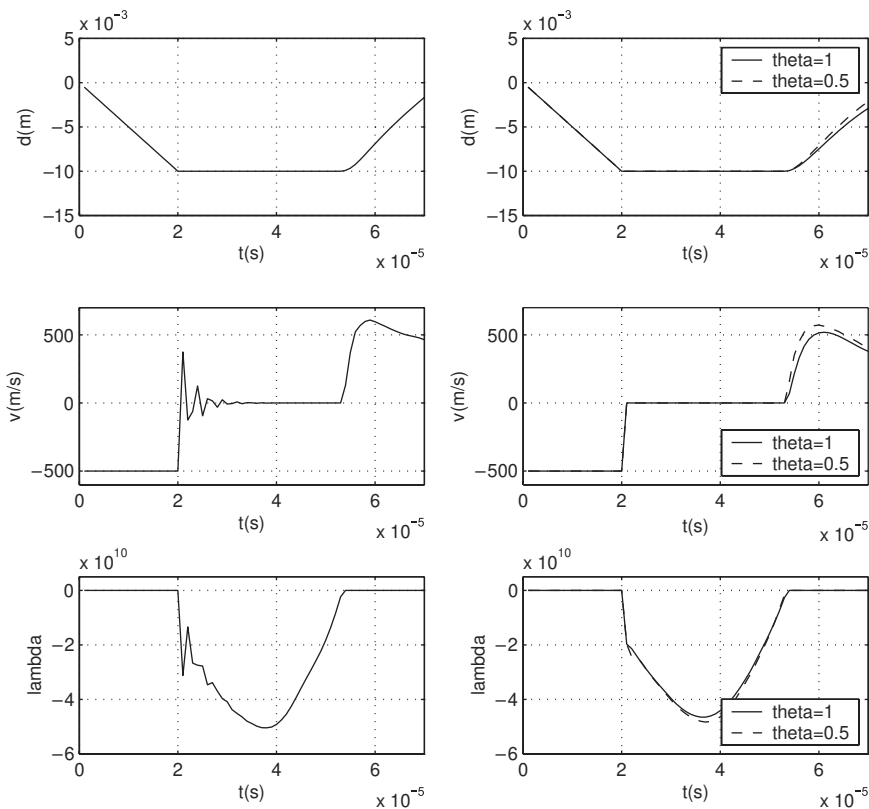 x 10⁻³
5
0
−5
−10
−15
d(m)
0 2 4 6
t(s)
x 10⁻⁵
x 10⁻³
5
0
−5
−10
−15
d(m)
theta=1
theta=0.5
0 2 4 6
t(s)
x 10⁻⁵
500
0
−500
v(m/s)
0 2 4 6
t(s)
x 10⁻⁵
500
0
−500
v(m/s)
theta=1
theta=0.5
0 2 4 6
t(s)
x 10⁻⁵
x 10¹⁰
0
−2
−4
−6
lambda
0 2 4 6
t(s)
x 10⁻⁵
x 10¹⁰
0
−2
−4
−6
lambda
theta=1
theta=0.5
0 2 4 6
t(s)
x 10⁻⁵